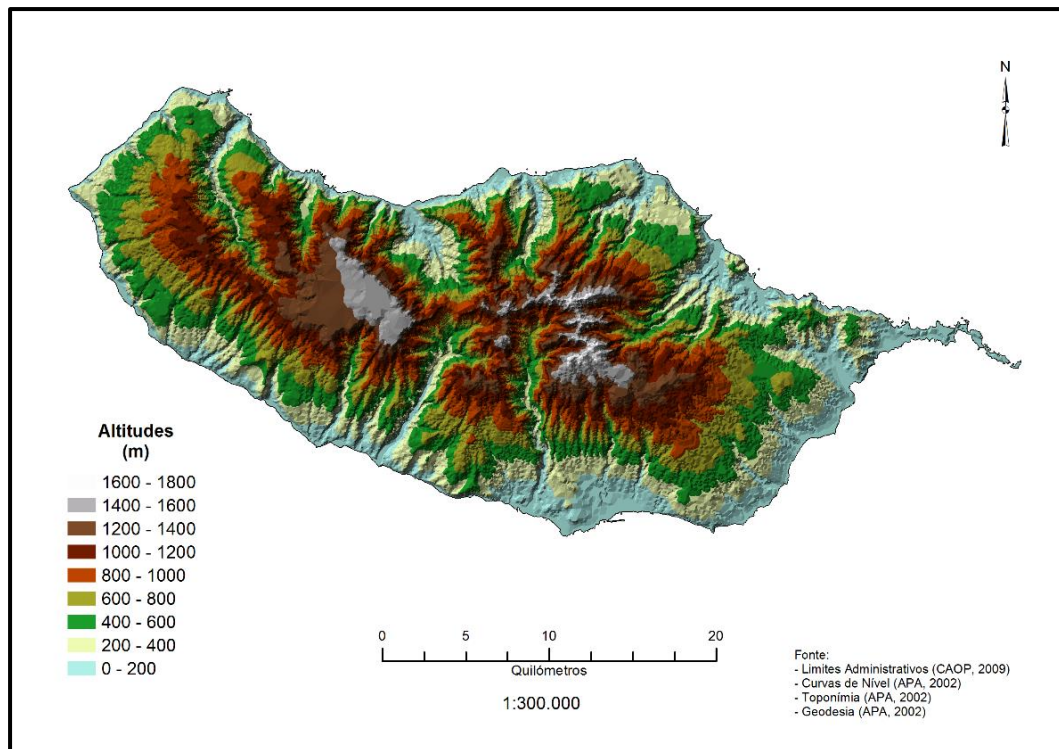 N
Altitudes
(m)
1600 - 1800
1400 - 1600
1200 - 1400
1000 - 1200
800 - 1000
600 - 800
400 - 600
200 - 400
0 - 200
0 5 10 20
Quilómetros
1:300.000
Fonte:
- Limites Administrativos (CAOP, 2009)
- Curvas de Nível (APA, 2002)
- Toponímia (APA, 2002)
- Geodesia (APA, 2002)